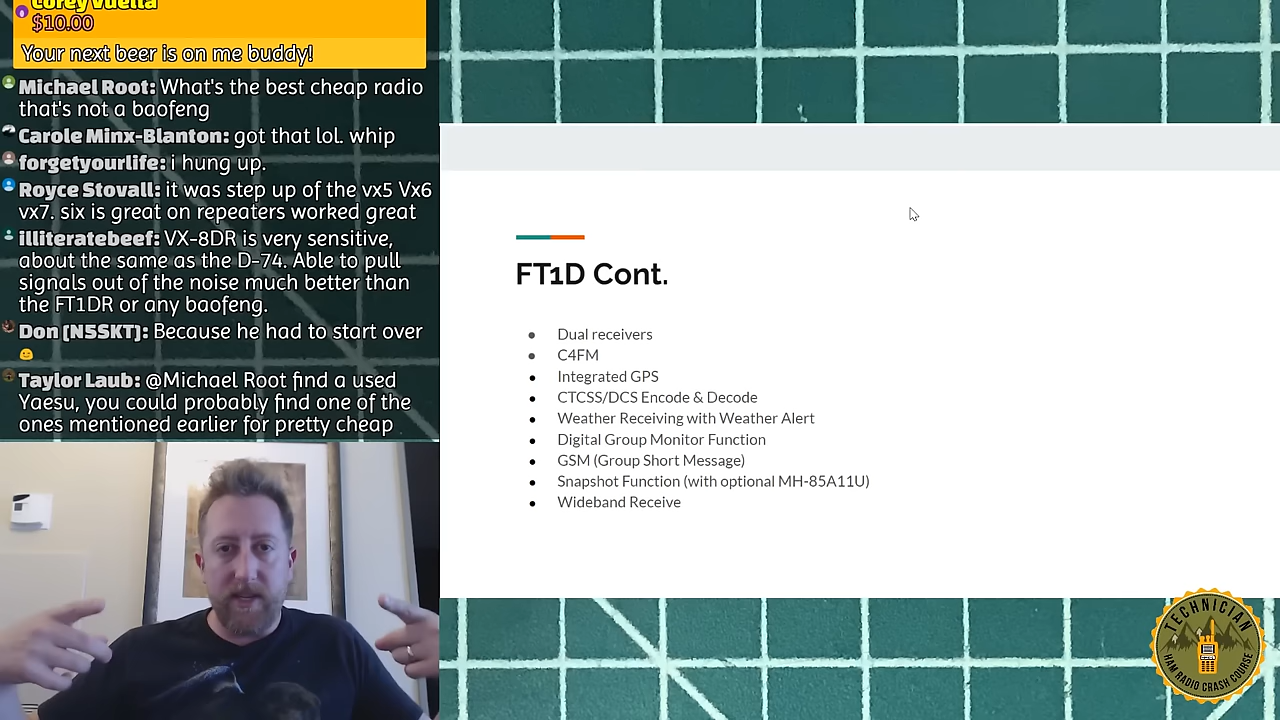 Corey Vuella
$10.00
Your next beer is on me buddy!
Michael Root: What's the best cheap radio
that's not a baofeng
Carole Minx-Blanton: got that lol. whip
forgetyourlife: i hung up.
Royce Stovall: it was step up of the vx5 Vx6
vx7. six is great on repeaters worked great
illiteratebeef: VX-8DR is very sensitive,
about the same as the D-74. Able to pull
signals out of the noise much better than
the FT1DR or any baofeng.
Don (N5SKT): Because he had to start over
Taylor Laub: @Michael Root find a used
Yaesu, you could probably find one of the
ones mentioned earlier for pretty cheap
FT1D Cont.
● Dual receivers
● C4FM
● Integrated GPS
● CTCSS/DCS Encode & Decode
● Weather Receiving with Weather Alert
● Digital Group Monitor Function
● GSM (Group Short Message)
● Snapshot Function (with optional MH-85A11U)
● Wideband Receive
TECHNICIAN
HAM RADIO CRASH COURSE